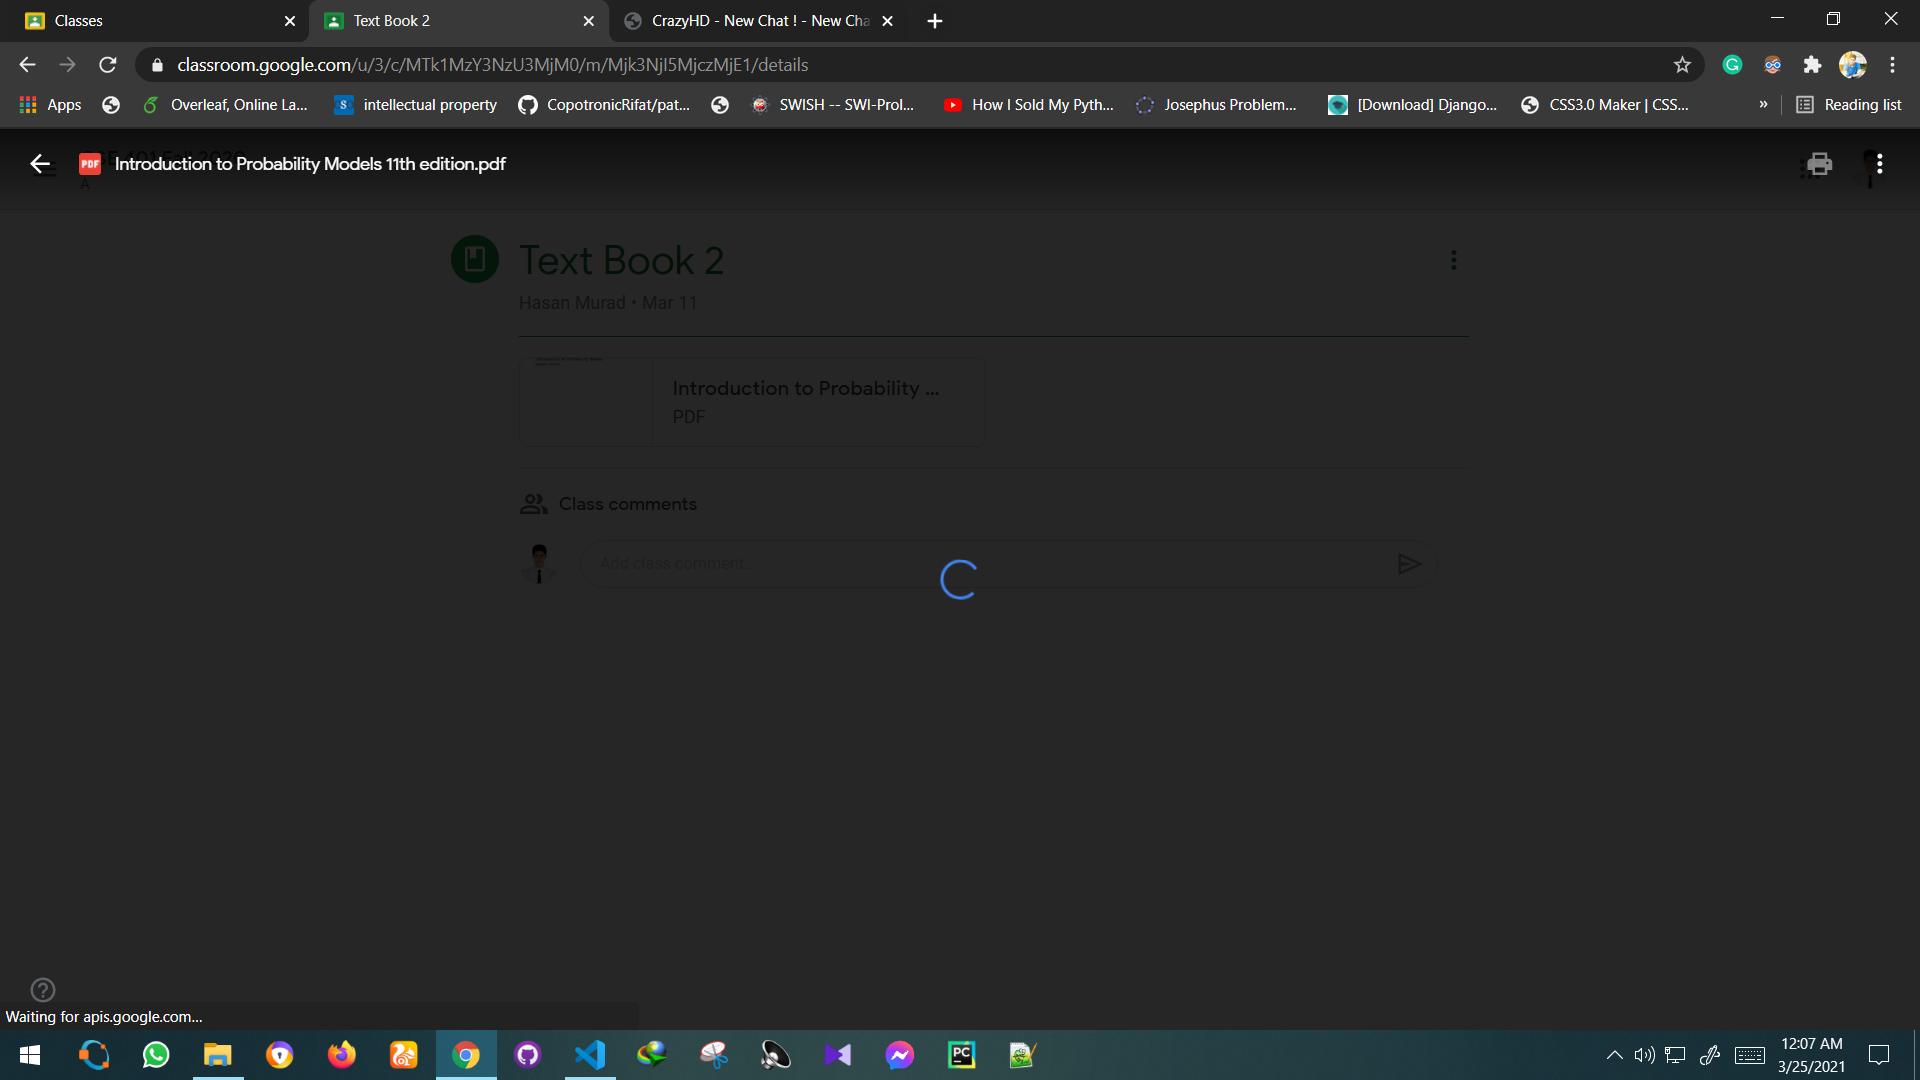 Classes
Text Book 2
CrazyHD - New Chat ! - New Cha
classroom.google.com/u/3/c/MTk1MzY3NzU3MjM0/m/Mjk3NjI5MjczMjE1/details
Apps
Overleaf, Online La...
intellectual property
CopotronicRifat/pat...
SWISH -- SWI-Prol...
How I Sold My Pyth...
Josephus Problem...
[Download] Django...
CSS3.0 Maker | CSS...
»
Reading list
PDF Introduction to Probability Models 11th edition.pdf
A
Text Book 2
Hasan Murad • Mar 11
Introduction to Probability ...
PDF
Class comments
Add class comment...
Waiting for apis.google.com...
12:07 AM
3/25/2021